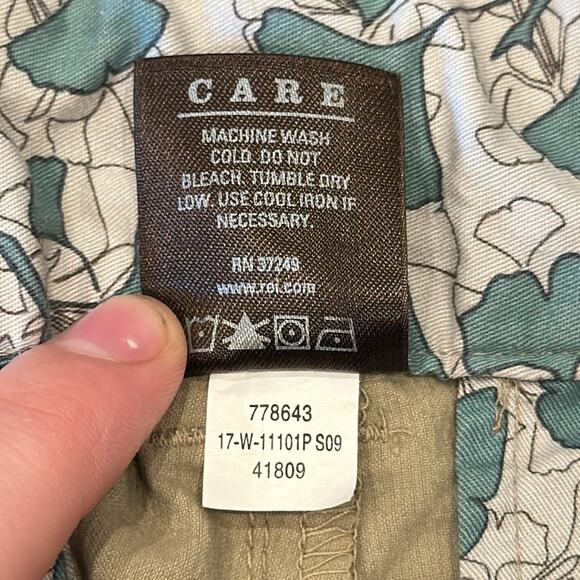 CARE
MACHINE WASH
COLD. DO NOT
BLEACH. TUMBLE DRY
LOW. USE COOL IRON IF
NECESSARY.
RN 37249
www.rei.com
778643
17-W-11101P S09
41809